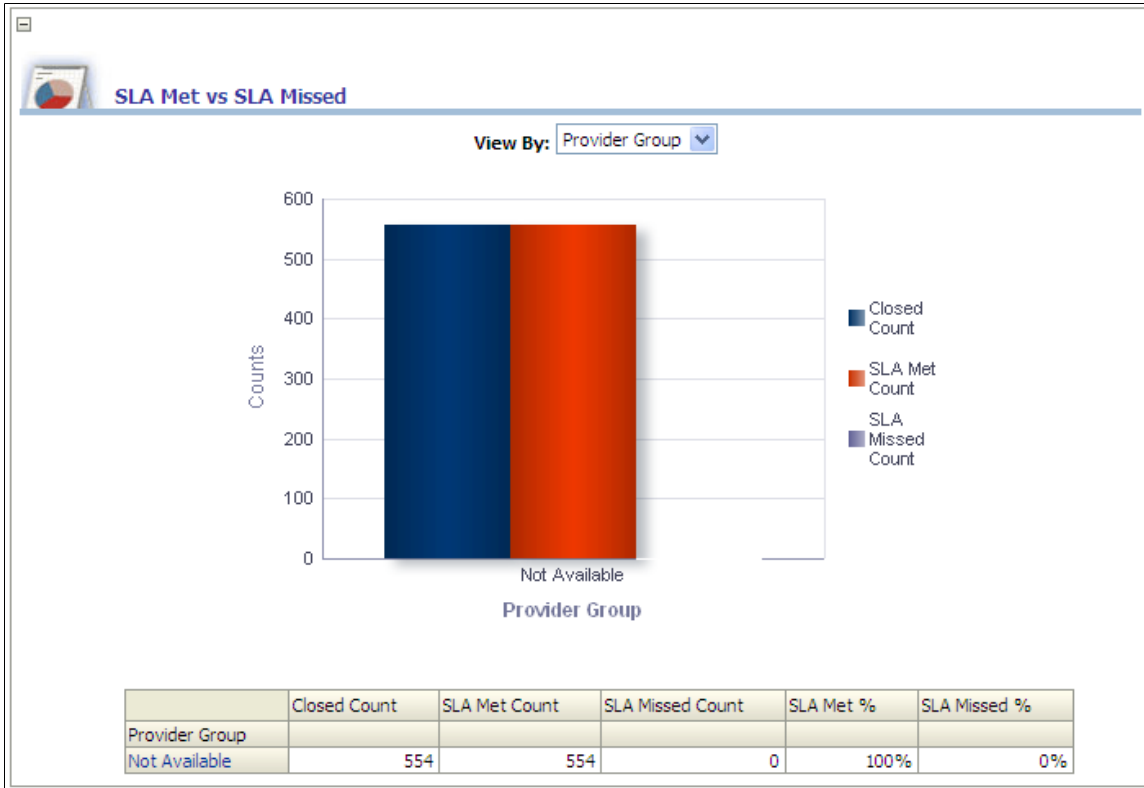 SLA Met vs SLA Missed
View By: Provider Group
600
500
400
300
200
100
0
Counts
Not Available
Provider Group
Closed
Count
SLA Met
Count
SLA
Missed
Count
Closed Count SLA Met Count SLA Missed Count SLA Met % SLA Missed %
Provider Group
Not Available 554 554 0 100% 0%